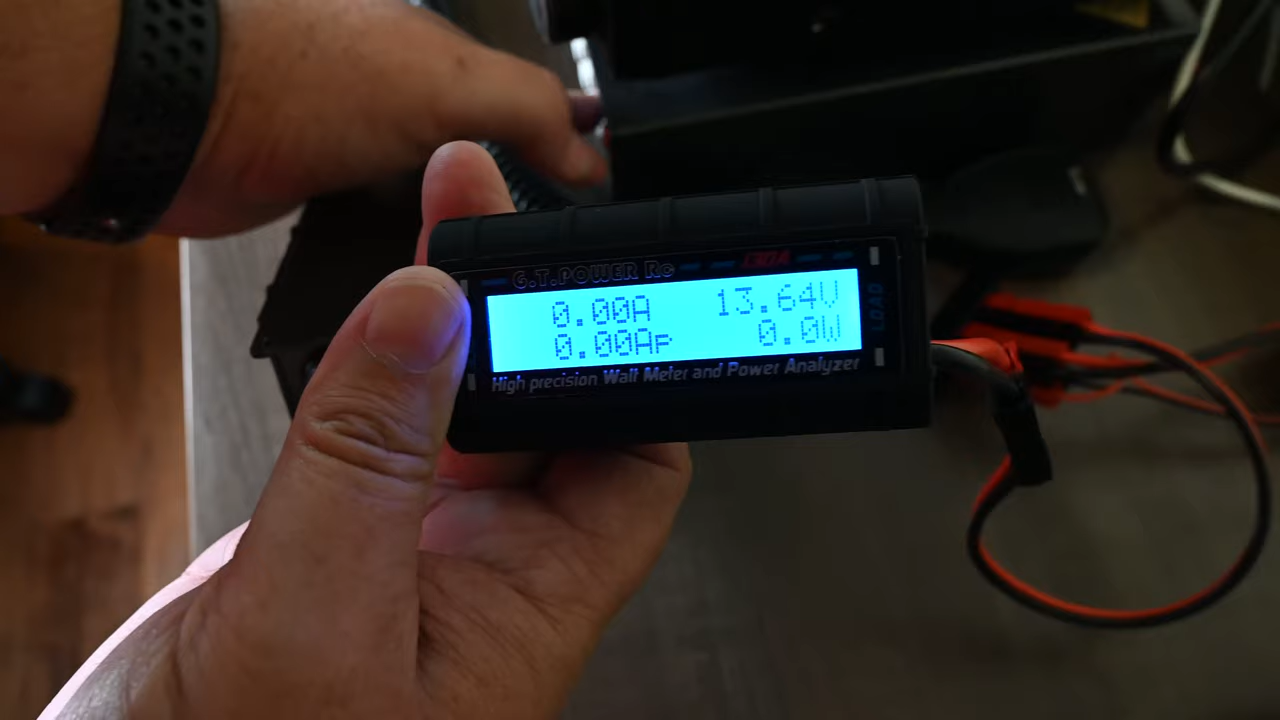 G.T.POWER RC 130A
0.00A 13.64V
0.00Ap 0.0W
High precision Watt Meter and Power Analyzer
LOAD